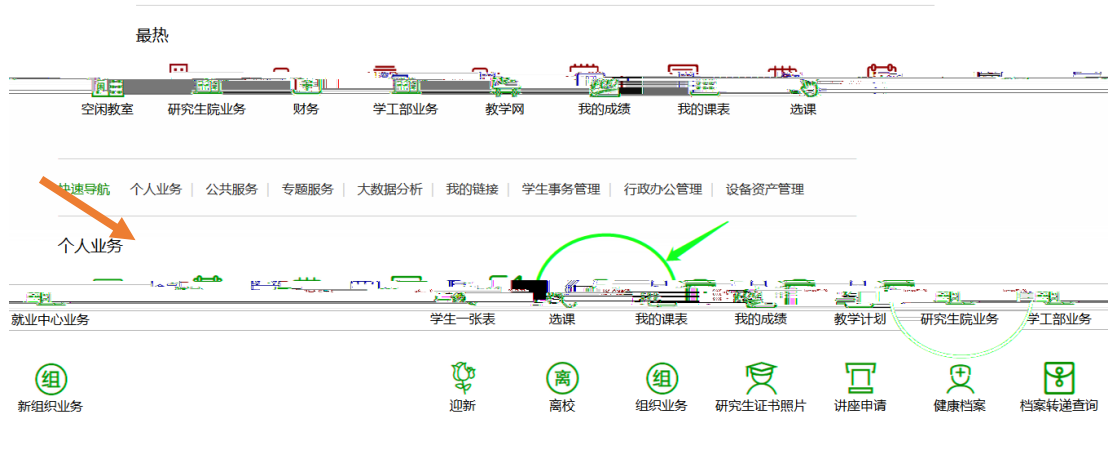 最热
空闲教室 研究生院业务 财务 学工部业务 教学网 我的成绩 我的课表 选课
快速导航 个人业务 | 公共服务 | 专题服务 | 大数据分析 | 我的链接 | 学生事务管理 | 行政办公管理 | 设备资产管理
个人业务
就业中心业务 学生一张表 选课 我的课表 我的成绩 教学计划 研究生院业务 学工部业务
组 离 组
新组织业务 迎新 离校 组织业务 研究生证书照片 讲座申请 健康档案 档案转递查询